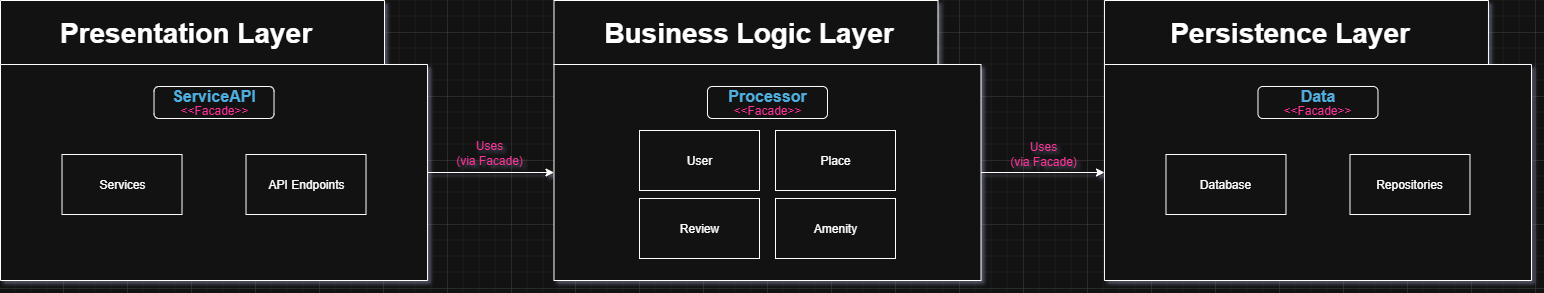 Presentation Layer
ServiceAPI
<<Facade>>
Services
API Endpoints
Uses
(via Facade)
Business Logic Layer
Processor
<<Facade>>
User
Place
Review
Amenity
Uses
(via Facade)
Persistence Layer
Data
<<Facade>>
Database
Repositories